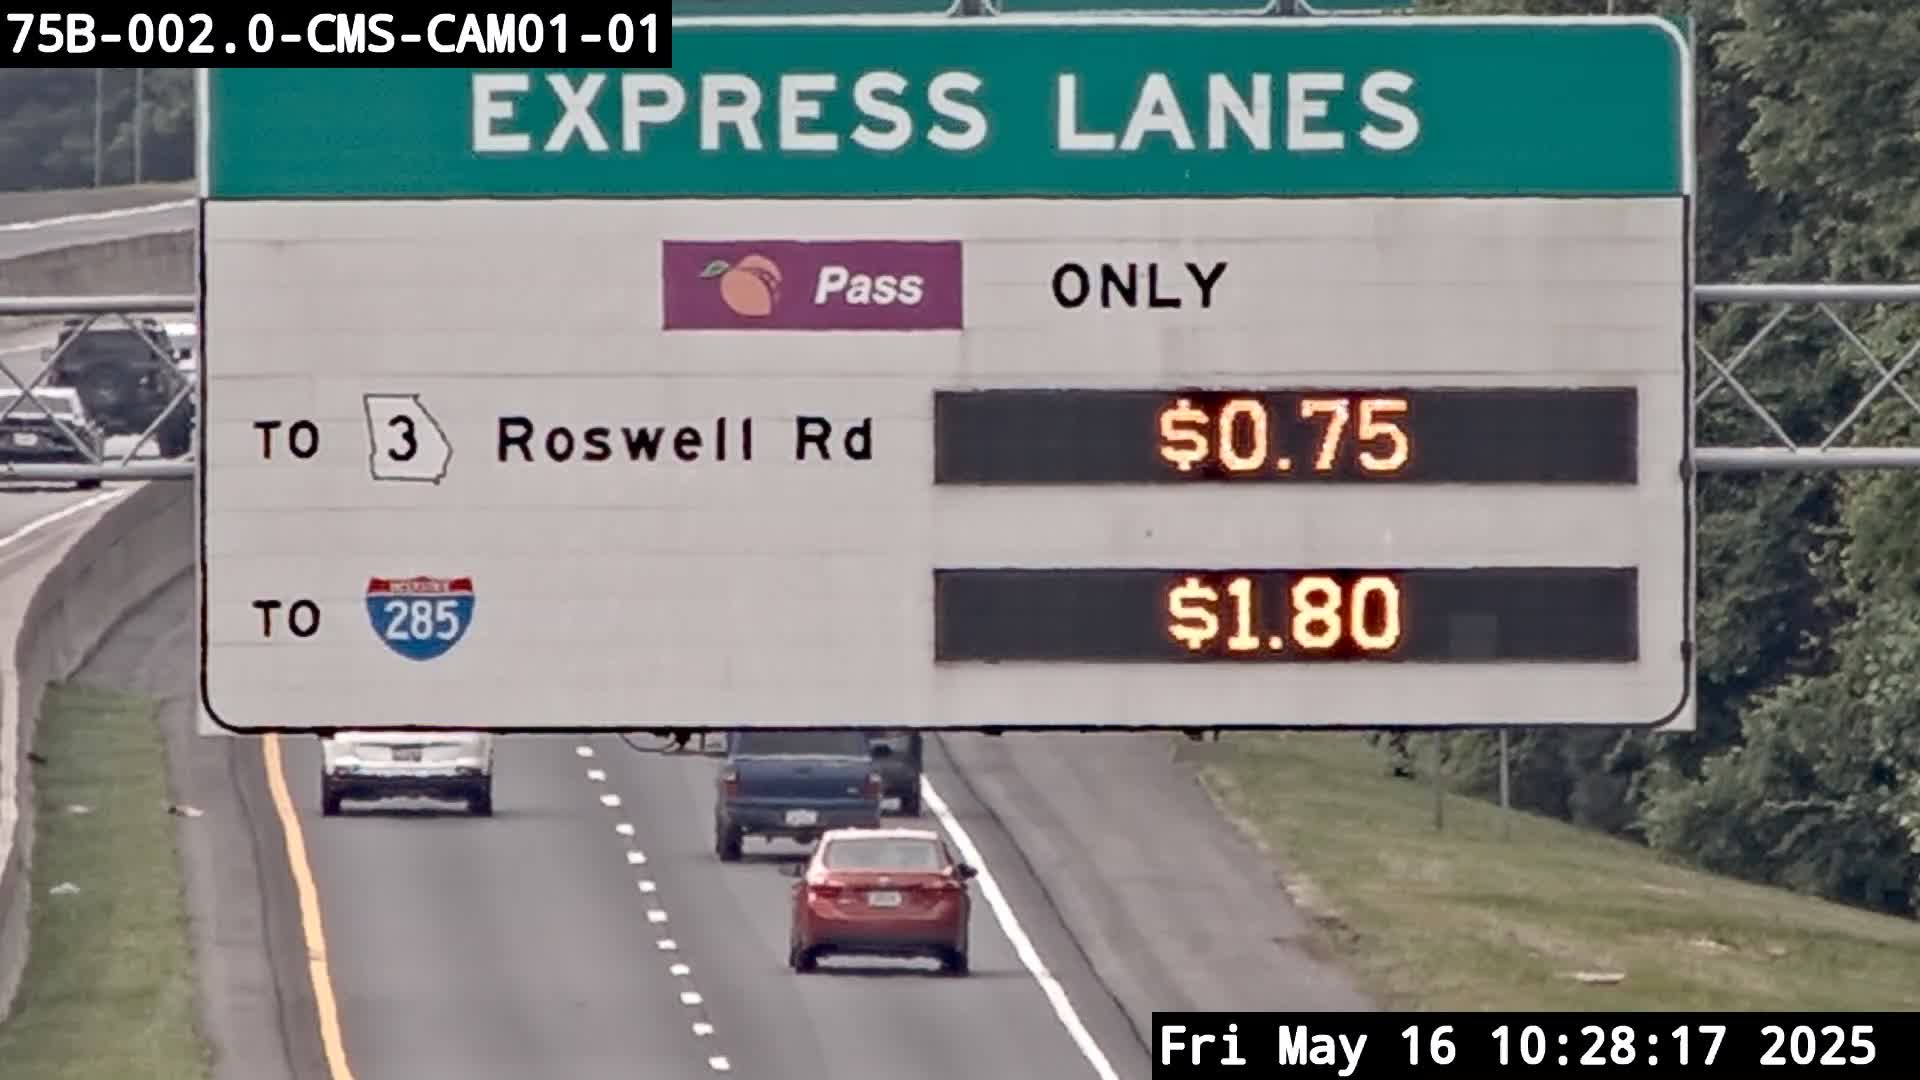 75B-002.0-CMS-CAM01-01
EXPRESS LANES
Pass ONLY
TO 3 Roswell Rd $0.75
TO 285 $1.80
Fri May 16 10:28:17 2025